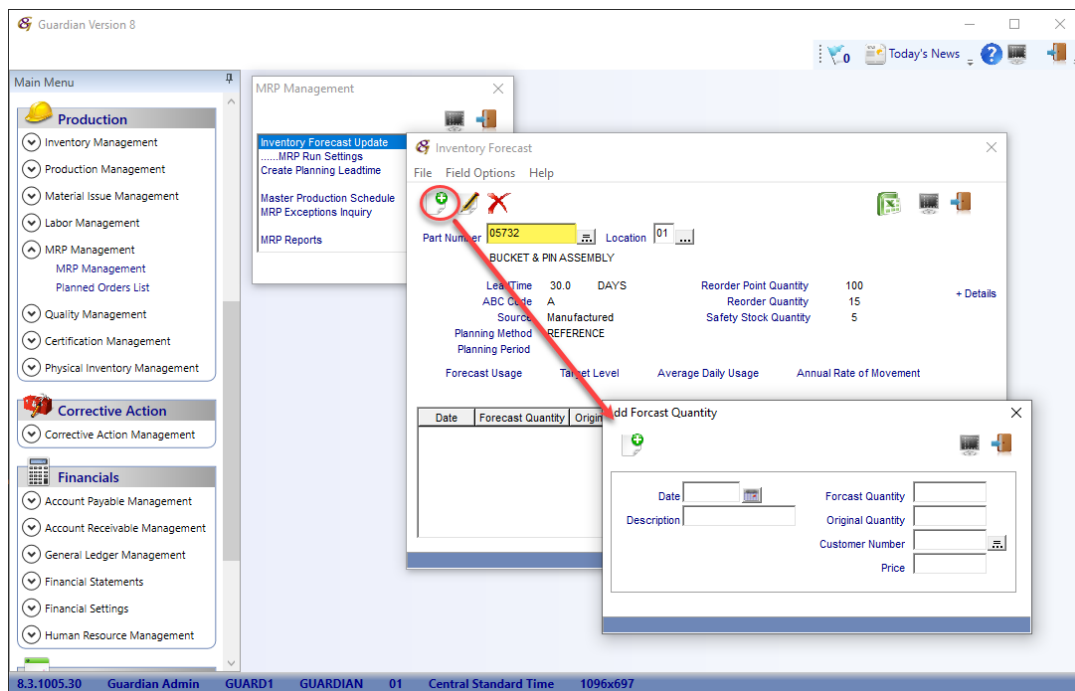 Guardian Version 8
0 Today's News
Main Menu
Production
Inventory Management
Production Management
Material Issue Management
Labor Management
MRP Management
MRP Management
Planned Orders List
Quality Management
Certification Management
Physical Inventory Management
Corrective Action
Corrective Action Management
Financials
Account Payable Management
Account Receivable Management
General Ledger Management
Financial Statements
Financial Settings
Human Resource Management
MRP Management
Inventory Forecast Update
......MRP Run Settings
Create Planning Leadtime
Master Production Schedule
MRP Exceptions Inquiry
MRP Reports
Inventory Forecast
File Field Options Help
Part Number 05732 Location 01
BUCKET & PIN ASSEMBLY
LeadTime 30.0 DAYS Reorder Point Quantity 100
+ Details
ABC Code A Reorder Quantity 15
Source Manufactured Safety Stock Quantity 5
Planning Method REFERENCE
Planning Period
Forecast Usage Target Level Average Daily Usage Annual Rate of Movement
Date Forecast Quantity Origin
dd Forcast Quantity
Date Forcast Quantity
Description Original Quantity
Customer Number
Price
8.3.1005.30 Guardian Admin GUARD1 GUARDIAN 01 Central Standard Time 1096x697